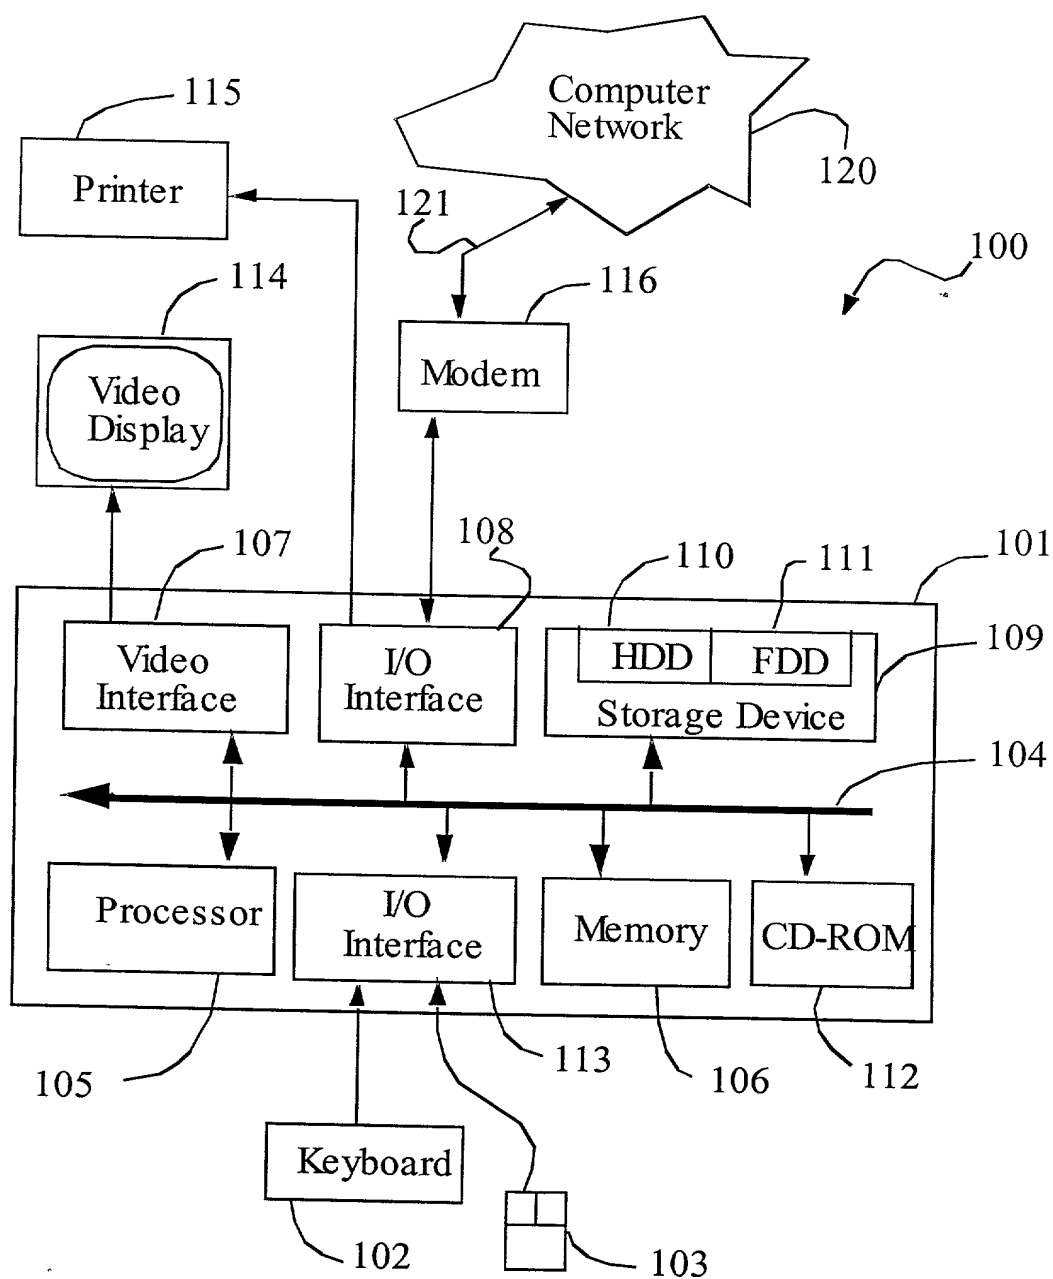 Computer
Network
115
Printer
120
121
100
114
116
Video
Display
Modem
107
108
110
111
101
Video
Interface
I/O
Interface
HDD
FDD
Storage Device
109
104
Processor
I/O
Interface
Memory
CD-ROM
105
113
106
112
Keyboard
102
103